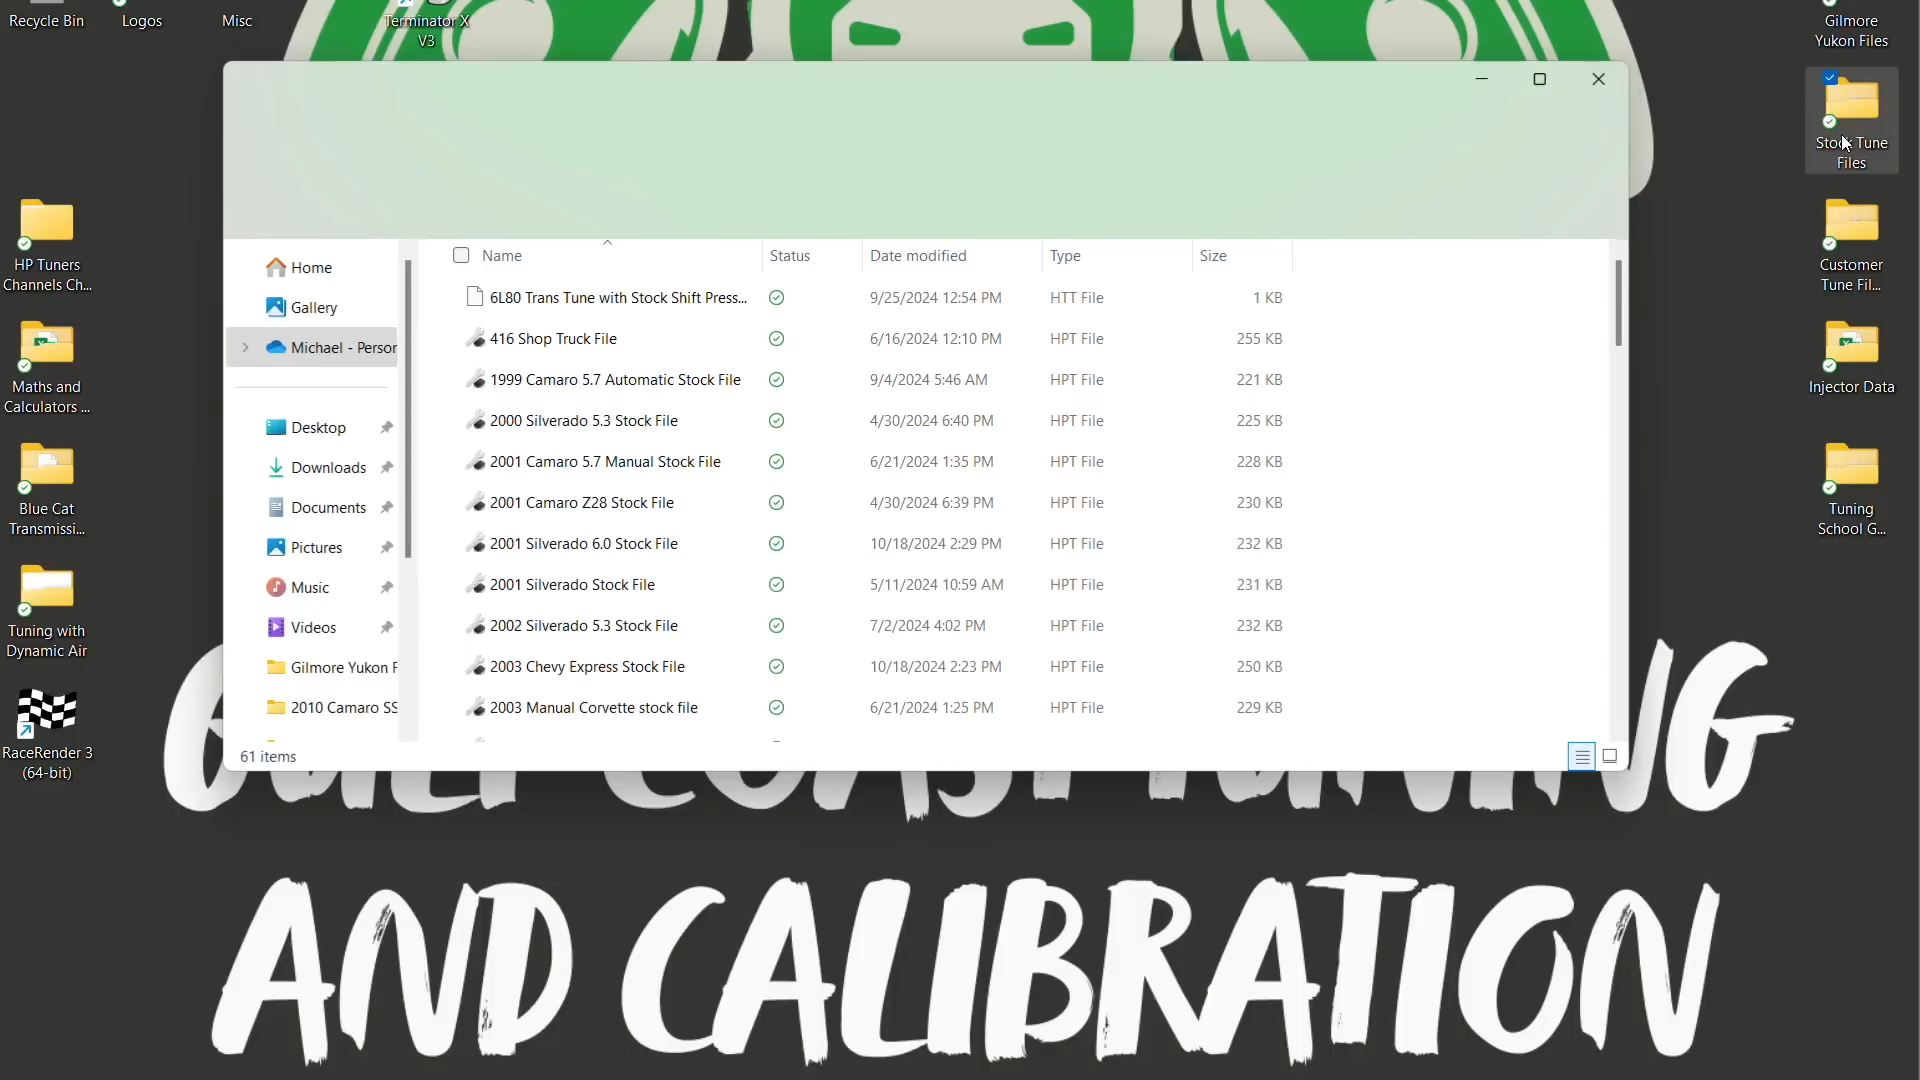 Recycle Bin
Logos
Misc
Terminator X
V3
Gilmore
Yukon Files
Stock Tune
Files
HP Tuners
Channels Ch...
Customer
Tune Fil...
Maths and
Calculators ...
Injector Data
Blue Cat
Transmissi...
Tuning
School G...
Tuning with
Dynamic Air
RaceRender 3
(64-bit)
Home
Gallery
Michael - Person
Desktop
Downloads
Documents
Pictures
Music
Videos
Gilmore Yukon F
2010 Camaro SS
Name Status Date modified Type Size
6L80 Trans Tune with Stock Shift Press... 9/25/2024 12:54 PM HTT File 1 KB
416 Shop Truck File 6/16/2024 12:10 PM HPT File 255 KB
1999 Camaro 5.7 Automatic Stock File 9/4/2024 5:46 AM HPT File 221 KB
2000 Silverado 5.3 Stock File 4/30/2024 6:40 PM HPT File 225 KB
2001 Camaro 5.7 Manual Stock File 6/21/2024 1:35 PM HPT File 228 KB
2001 Camaro Z28 Stock File 4/30/2024 6:39 PM HPT File 230 KB
2001 Silverado 6.0 Stock File 10/18/2024 2:29 PM HPT File 232 KB
2001 Silverado Stock File 5/11/2024 10:59 AM HPT File 231 KB
2002 Silverado 5.3 Stock File 7/2/2024 4:02 PM HPT File 232 KB
2003 Chevy Express Stock File 10/18/2024 2:23 PM HPT File 250 KB
2003 Manual Corvette stock file 6/21/2024 1:25 PM HPT File 229 KB
61 items
GULF COAST TUNING
AND CALIBRATION